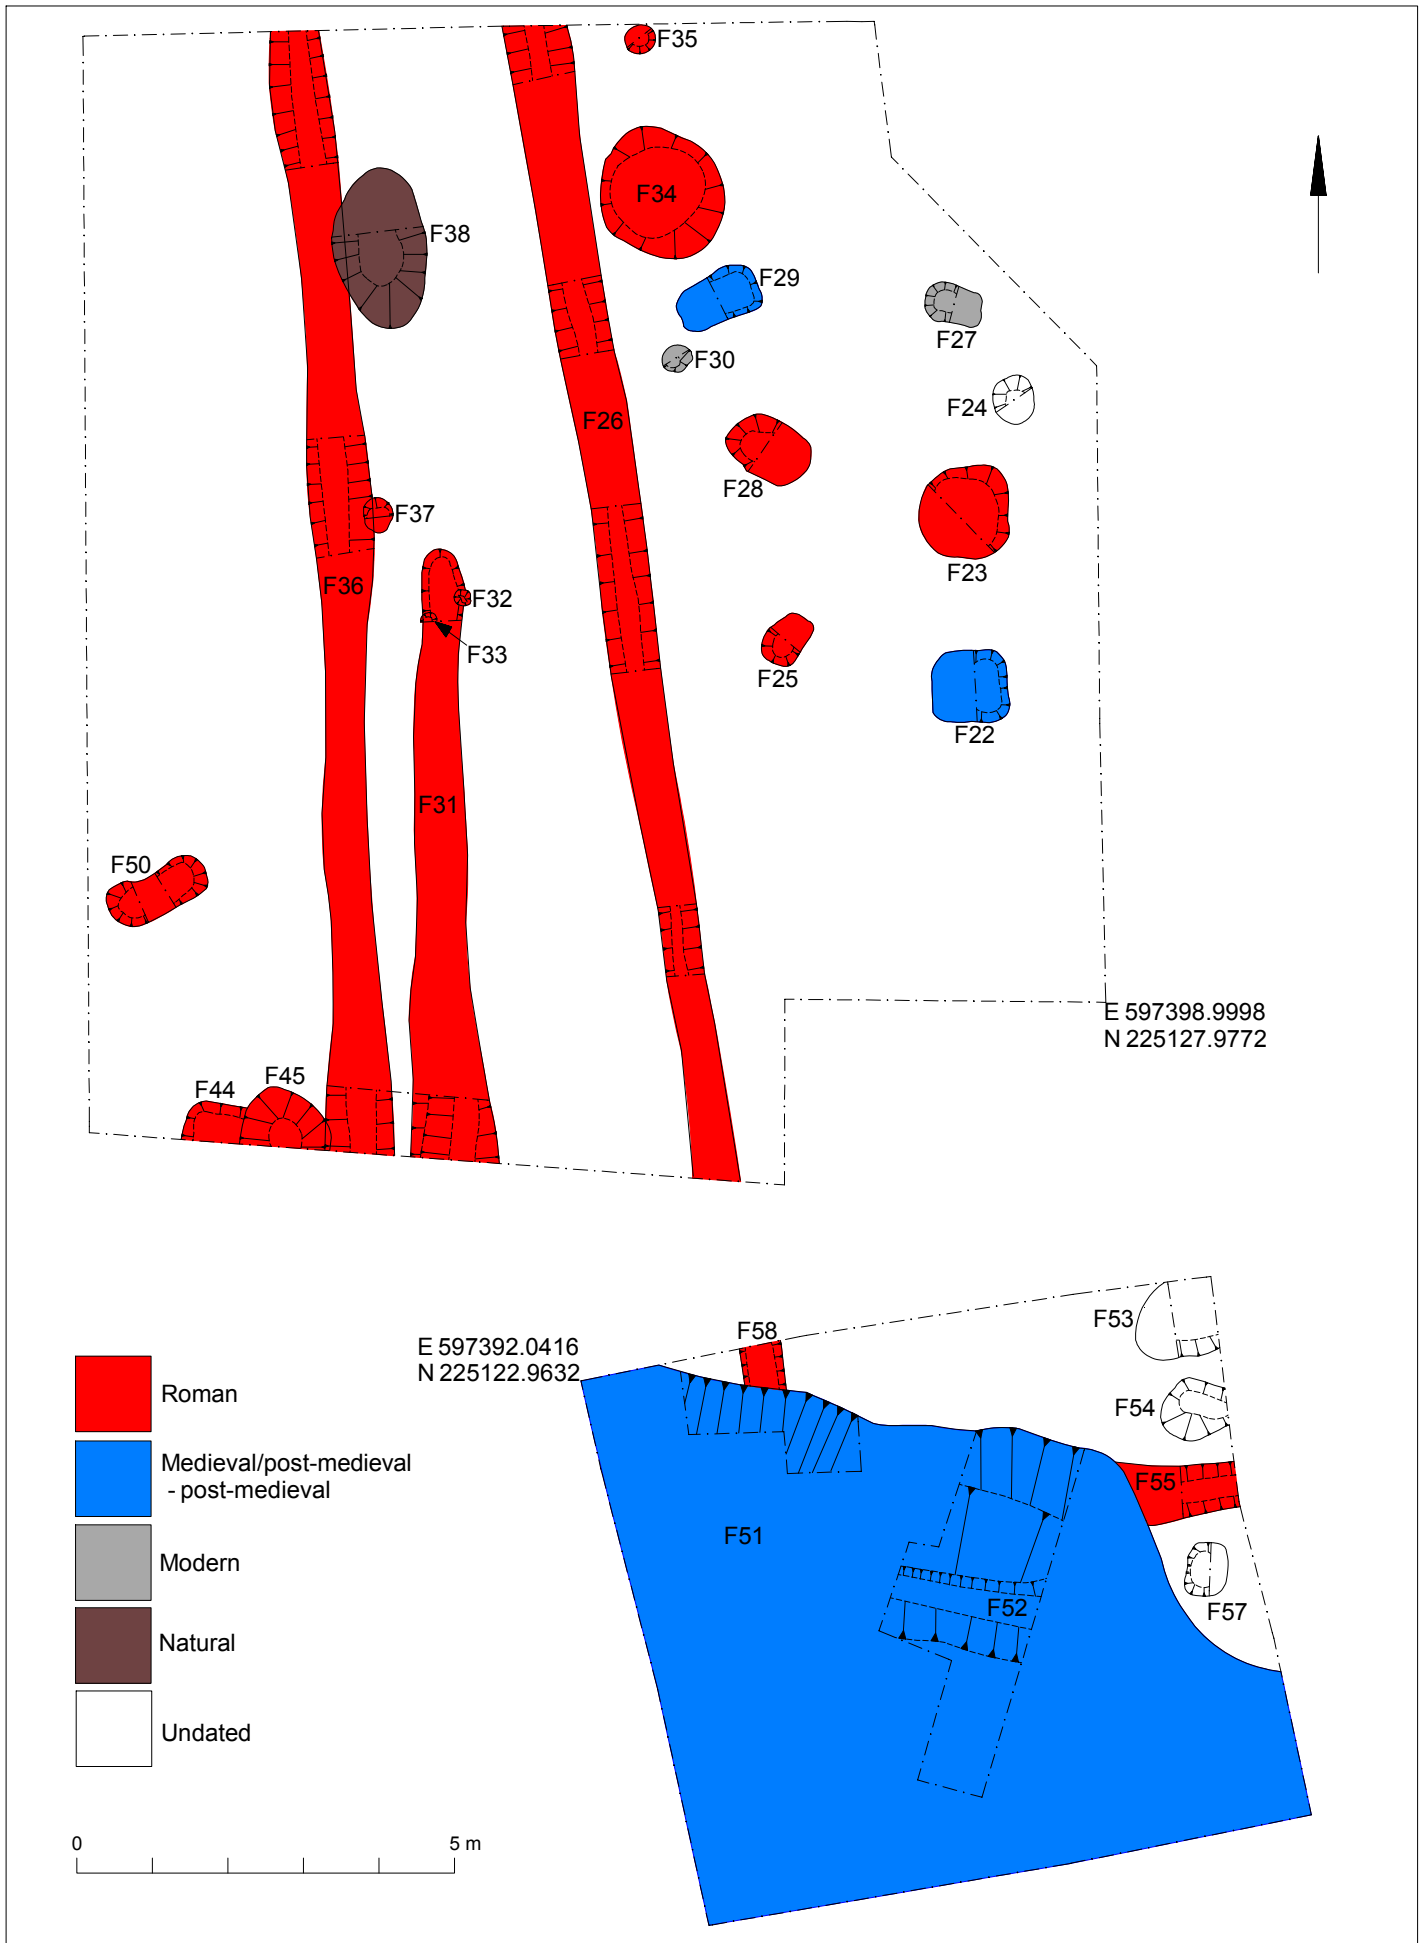 F35
F34
F38
F29
F27
F30
F24
F26
F28
F37
F23
F36
F32
F33
F25
F22
F31
F50
E 597398.9998
N 225127.9772
F45
F44
F53
F58
E 597392.0416
N 225122.9632
Roman
F54
Medieval/post-medieval
- post-medieval
F55
F51
Modern
F52
F57
Natural
Undated
0 5 m